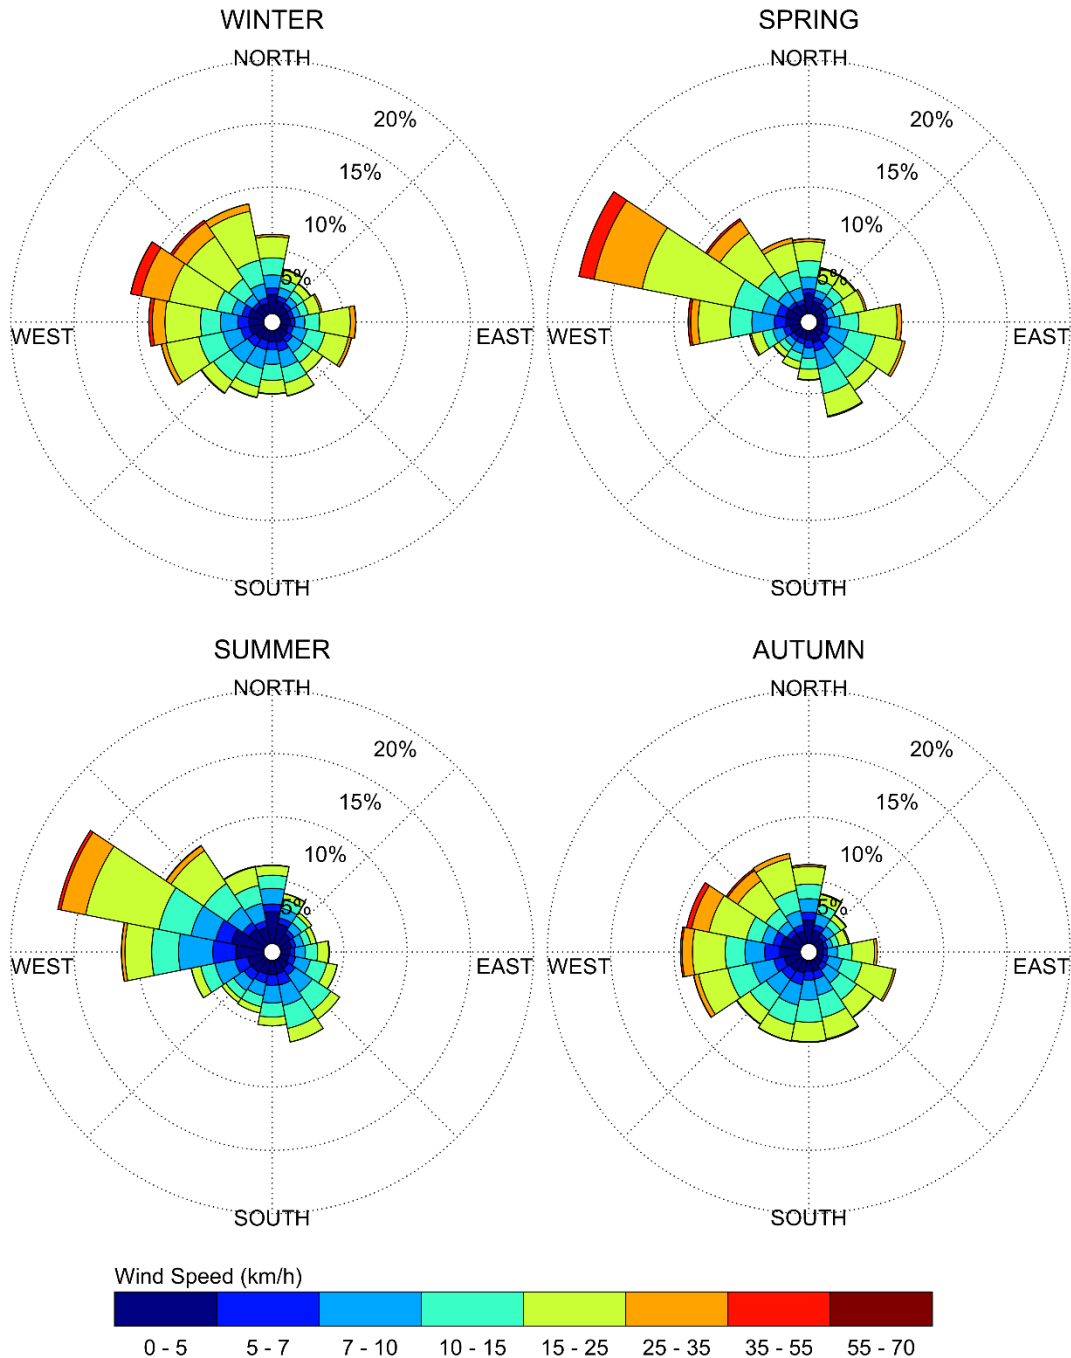 WINTER
NORTH
20%
15%
10%
5%
WEST
EAST
SOUTH
SPRING
NORTH
20%
15%
10%
5%
WEST
EAST
SOUTH
SUMMER
NORTH
20%
15%
10%
5%
WEST
EAST
SOUTH
AUTUMN
NORTH
20%
15%
10%
5%
WEST
EAST
SOUTH
Wind Speed (km/h)
0 - 5 5 - 7 7 - 10 10 - 15 15 - 25 25 - 35 35 - 55 55 - 70